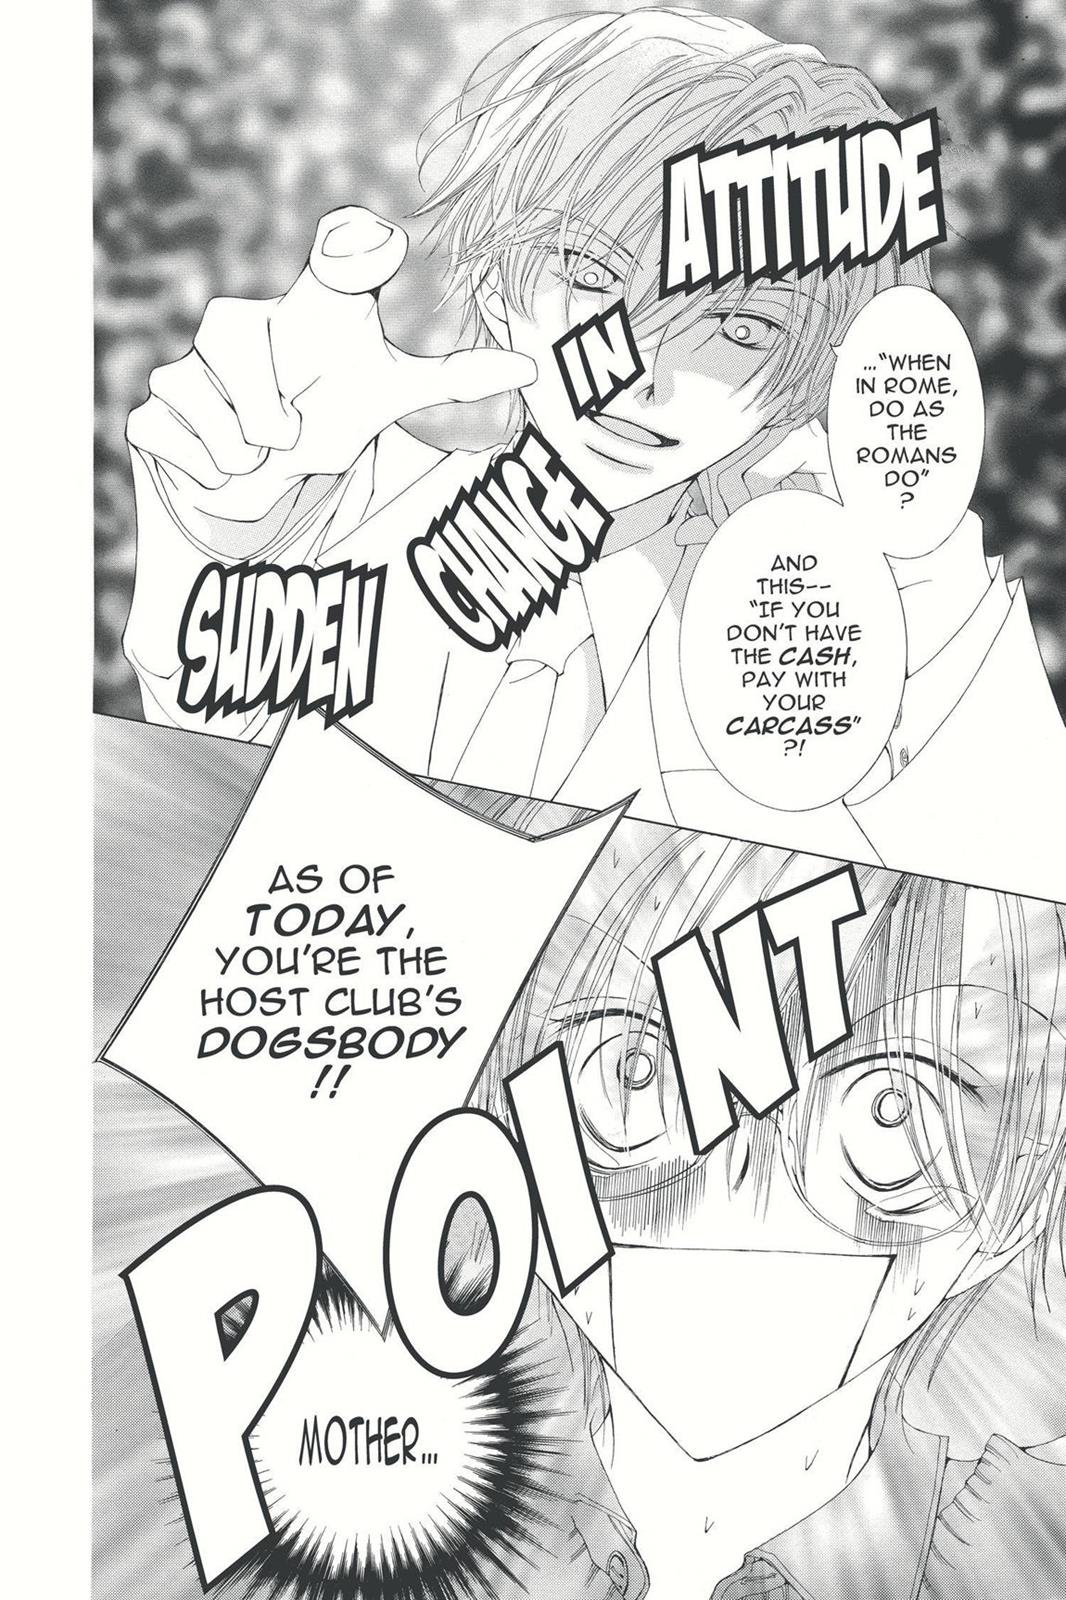 SUDDEN
CHANGE
IN
ATTITUDE
..."WHEN
IN ROME,
DO AS
THE
ROMANS
DO"
?
AND
THIS--
"IF YOU
DON'T HAVE
THE CASH,
PAY WITH
YOUR
CARCASS"
?!
AS OF
TODAY,
YOU'RE THE
HOST CLUB'S
DOGSBODY
!!
POINT
MOTHER...